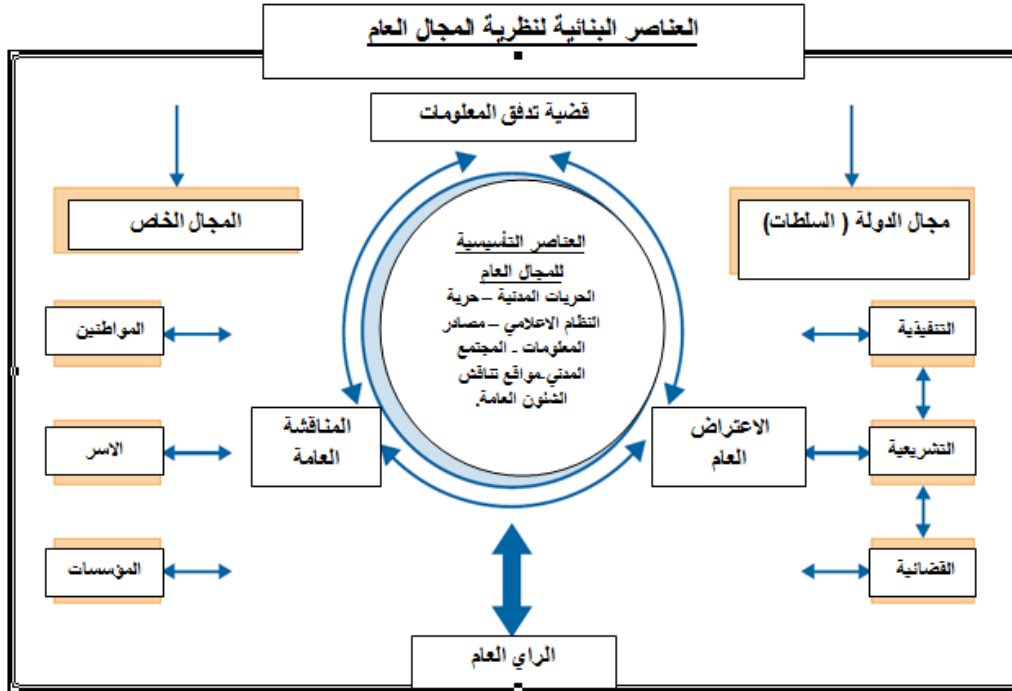 العناصر البنائية لنظرية المجال العام
قضية تدفق المعلومات
مجال الدولة ( السلطات)
المجال الخاص
العناصر التأسيسية
للمجال العام
الحريات المدنية – حرية
النظام الاعلامي – مصادر
المعلومات - المجتمع
المدني-مواقع تناقش
الشئون العامة.
التنفيذية
التشريعية
القضائية
الاعتراض
العام
المناقشة
العامة
المواطنين
الاسر
المؤسسات
الراي العام